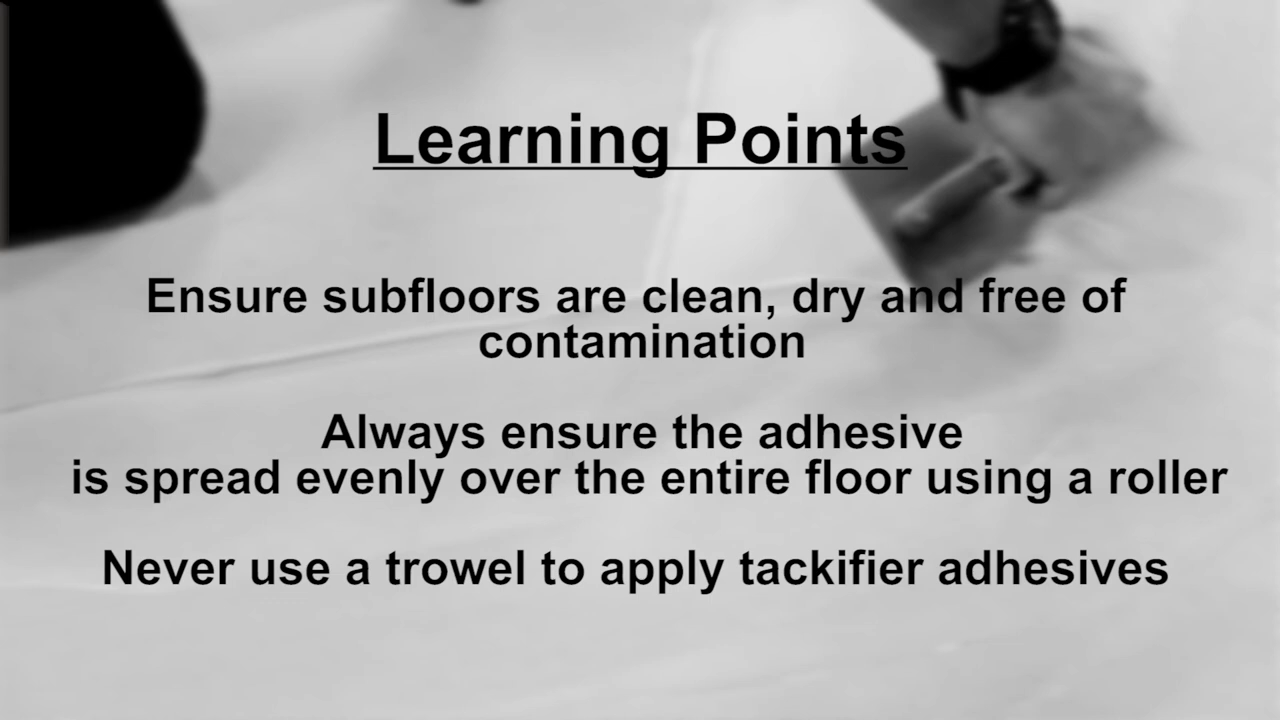 Learning Points
Ensure subfloors are clean, dry and free of
contamination
Always ensure the adhesive
is spread evenly over the entire floor using a roller
Never use a trowel to apply tackifier adhesives